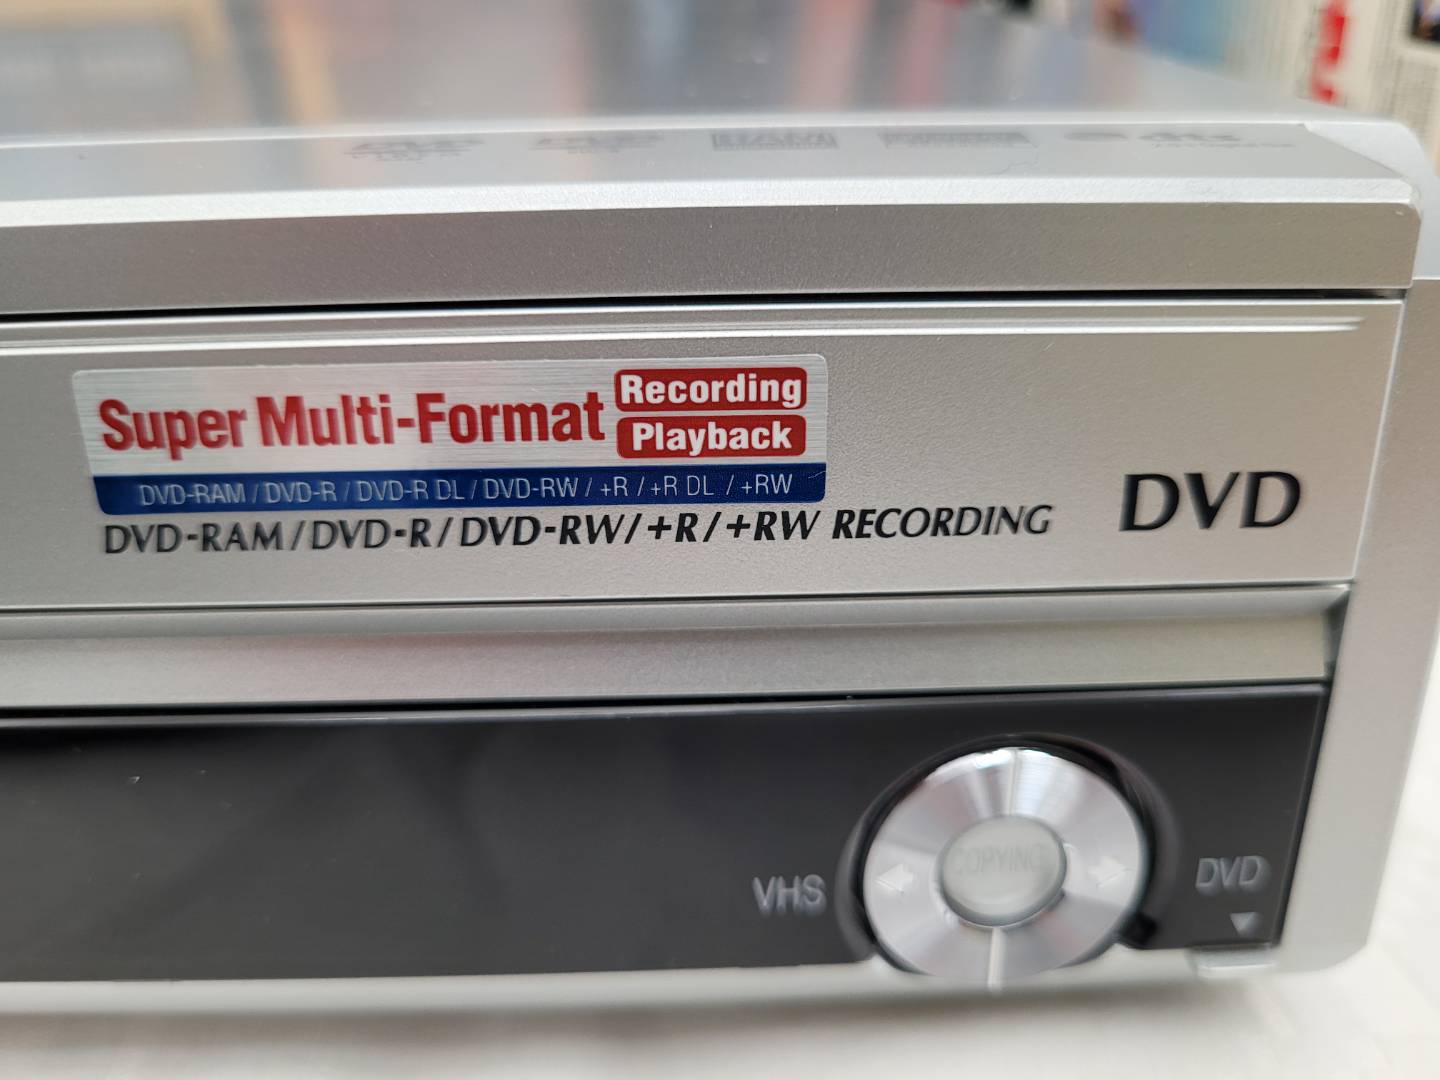 Super Multi-Format Recording Playback
DVD-RAM / DVD-R / DVD-R DL / DVD-RW / +R / +R DL / +RW
DVD-RAM/DVD-R/DVD-RW/+R/+RW RECORDING
DVD
VHS
COPYING
DVD